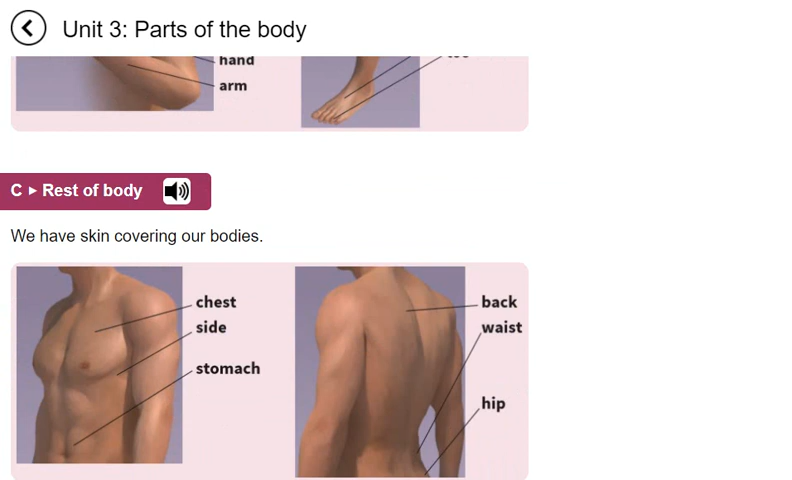 Unit 3: Parts of the body
hand
arm
C ▸ Rest of body
We have skin covering our bodies.
chest
side
stomach
back
waist
hip